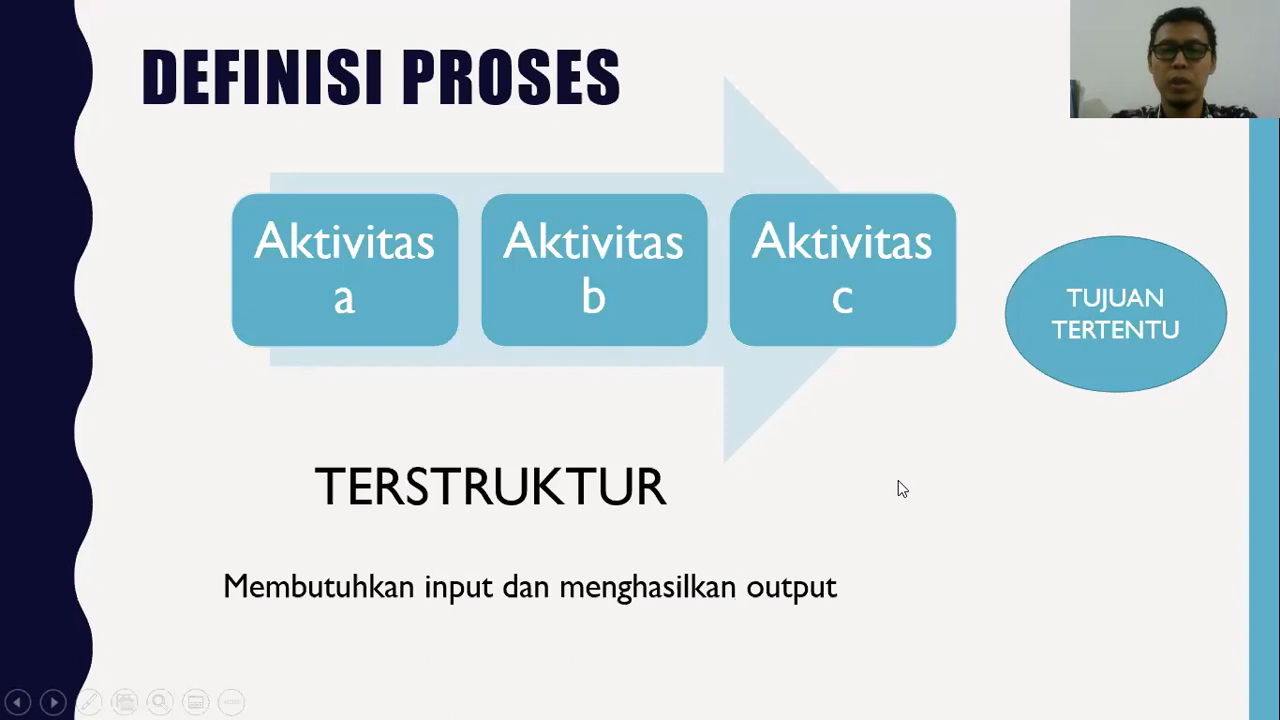 DEFINISI PROSES
Aktivitas
a
Aktivitas
b
Aktivitas
c
TUJUAN
TERTENTU
TERSTRUKTUR
Membutuhkan input dan menghasilkan output